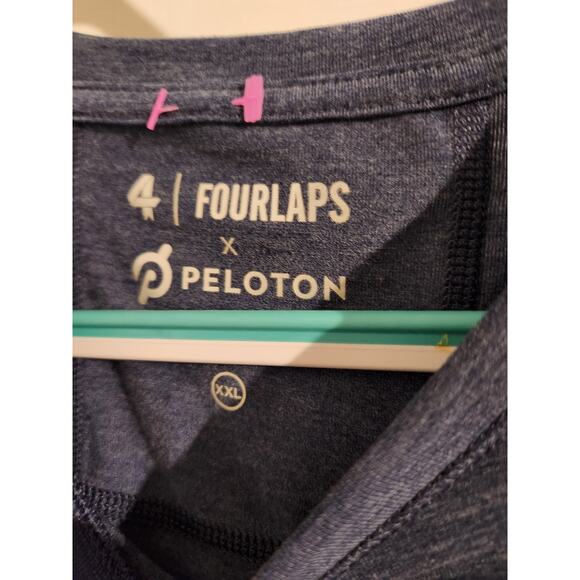 4 | FOURLAPS
X
PELOTON
XXL